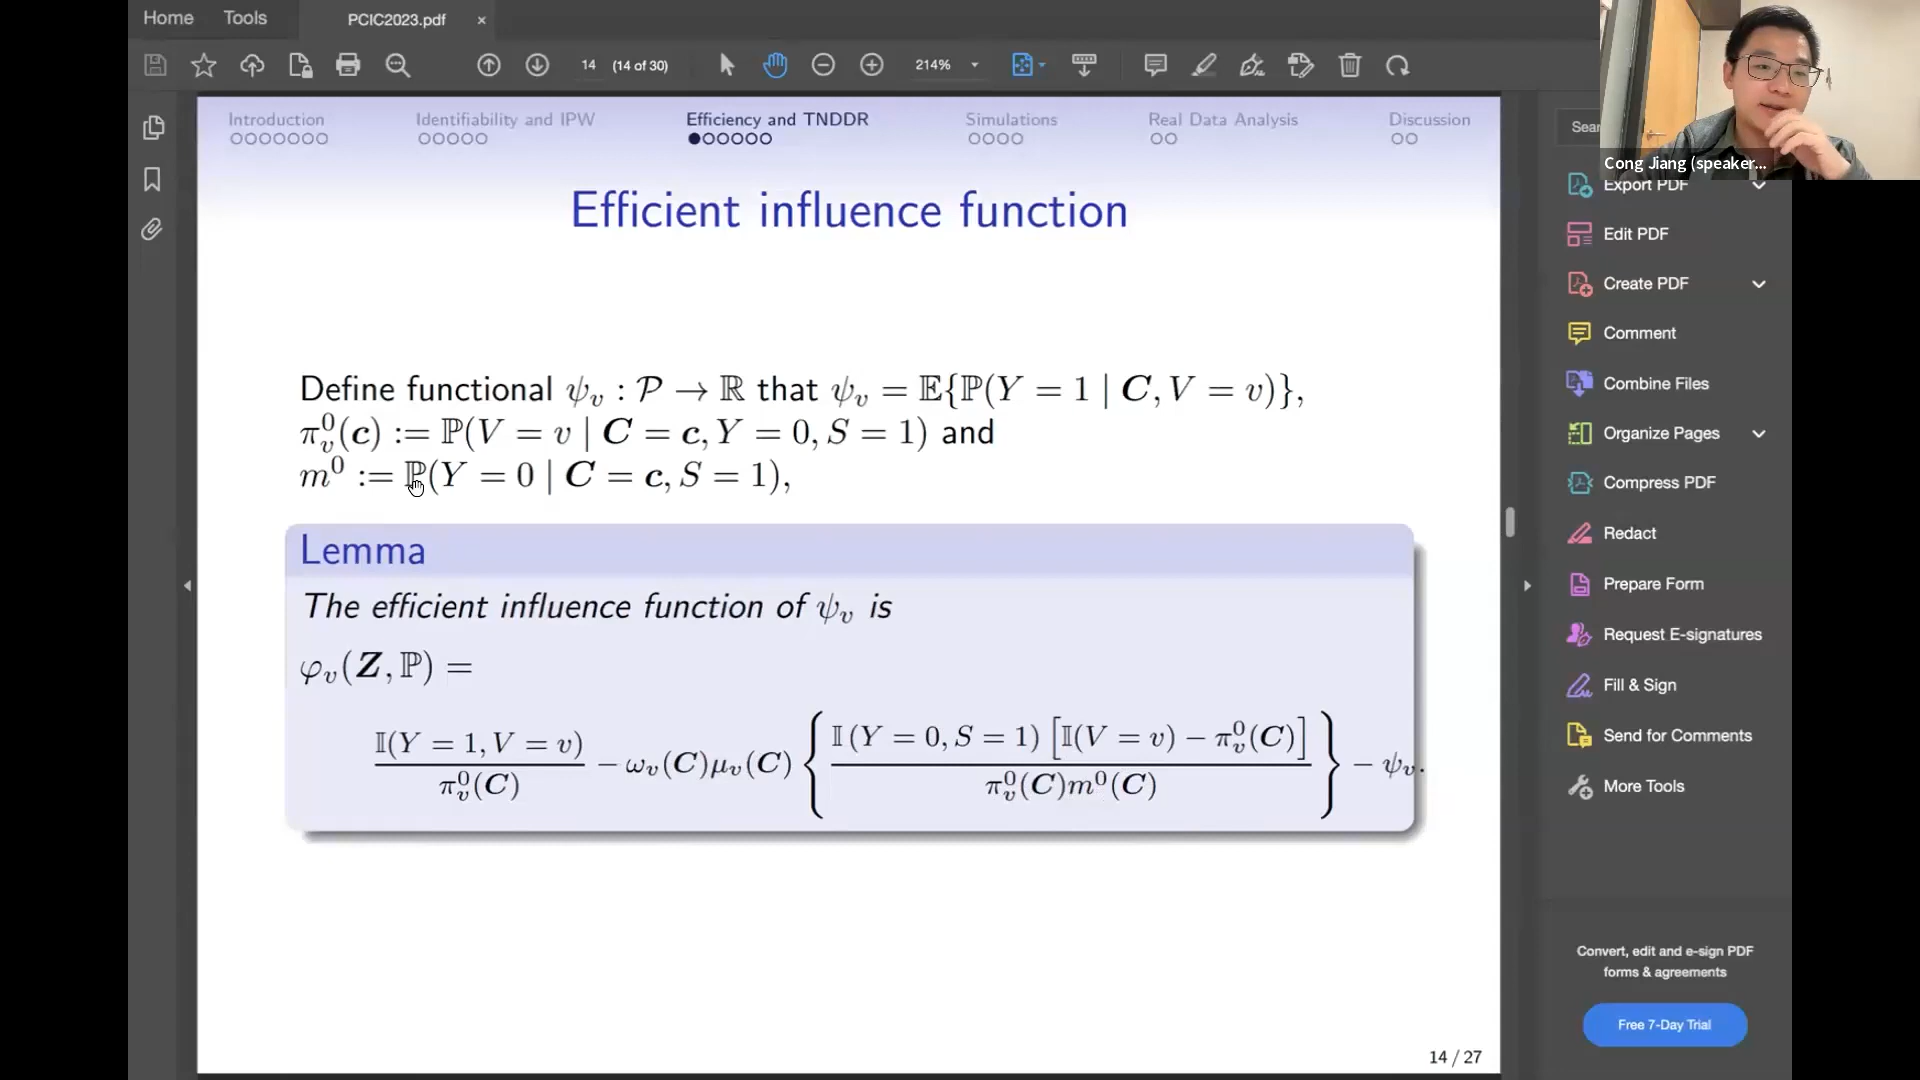 Home Tools PCIC2023.pdf ×
14 (14 of 30) 214%
Introduction Identifiability and IPW Efficiency and TNDDR Simulations Real Data Analysis Discussion
Efficient influence function
Define functional ψ_v : 𝒫 → ℝ that ψ_v = 𝔼{ℙ(Y = 1 | C, V = v)},
π_v^0(c) := ℙ(V = v | C = c, Y = 0, S = 1) and
m^0 := ℙ(Y = 0 | C = c, S = 1),
Lemma
The efficient influence function of ψ_v is
φ_v(Z, ℙ) =
𝕀(Y = 1, V = v) / π_v^0(C) − ω_v(C)μ_v(C) { 𝕀(Y = 0, S = 1) [𝕀(V = v) − π_v^0(C)] / π_v^0(C)m^0(C) } − ψ_v.
14 / 27
Cong Jiang (speaker...
Sear
Export PDF
Edit PDF
Create PDF
Comment
Combine Files
Organize Pages
Compress PDF
Redact
Prepare Form
Request E-signatures
Fill & Sign
Send for Comments
More Tools
Convert, edit and e-sign PDF
forms & agreements
Free 7-Day Trial